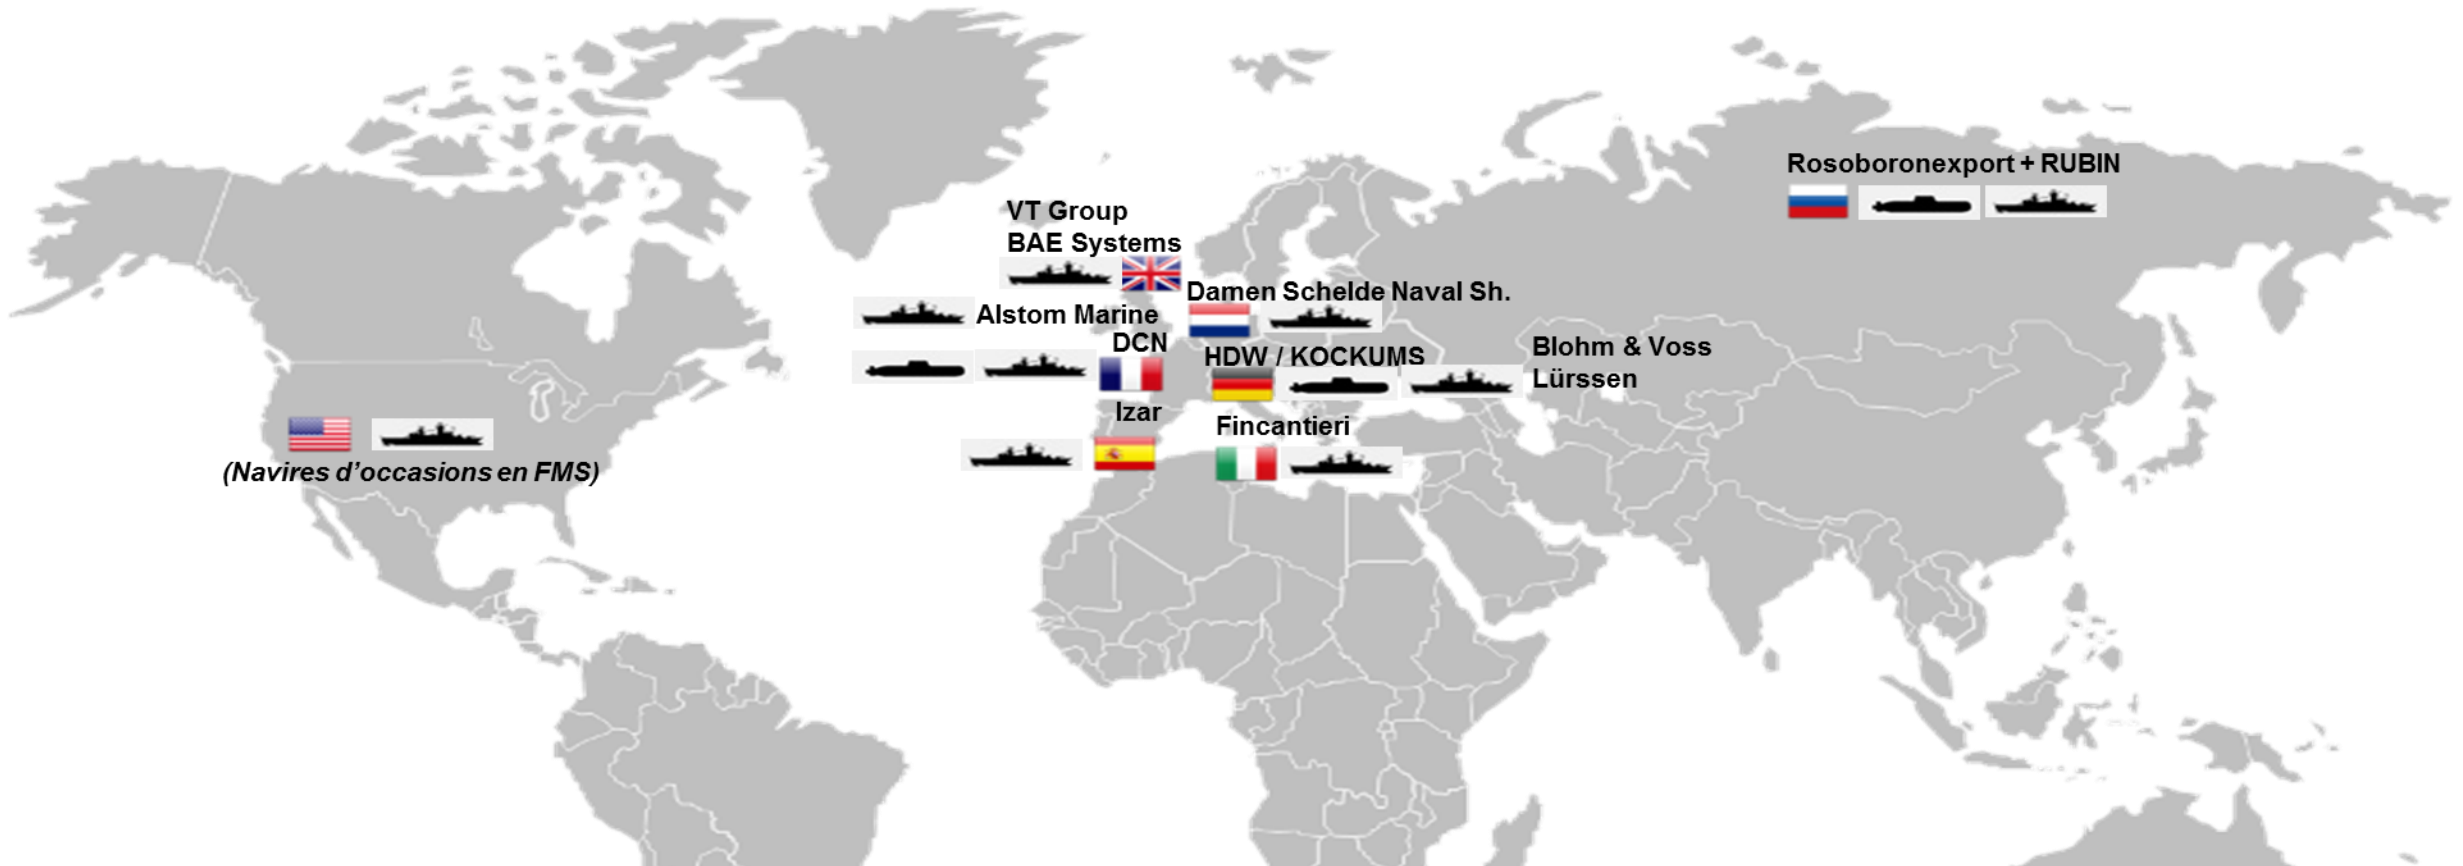 Rosoboronexport + RUBIN
VT Group
BAE Systems
Damen Schelde Naval Sh.
Alstom Marine
DCN
HDW / KOCKUMS
Blohm & Voss
Lürssen
Izar
Fincantieri
(Navires d’occasions en FMS)